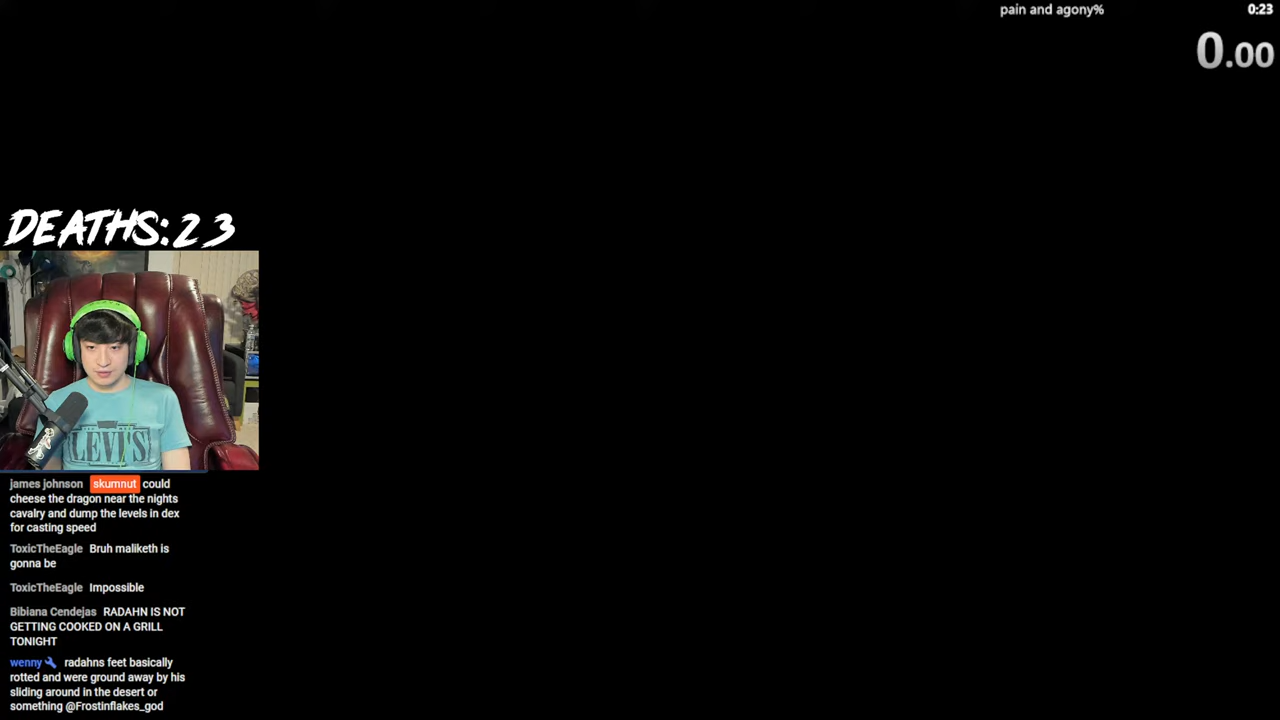 pain and agony% 0:23
0.00
DEATHS:23
LEVI'S
james johnson skumnut could
cheese the dragon near the nights
cavalry and dump the levels in dex
for casting speed
ToxicTheEagle Bruh maliketh is
gonna be
ToxicTheEagle Impossible
Bibiana Cendejas RADAHN IS NOT
GETTING COOKED ON A GRILL
TONIGHT
wenny radahns feet basically
rotted and were ground away by his
sliding around in the desert or
something @Frostinflakes_god